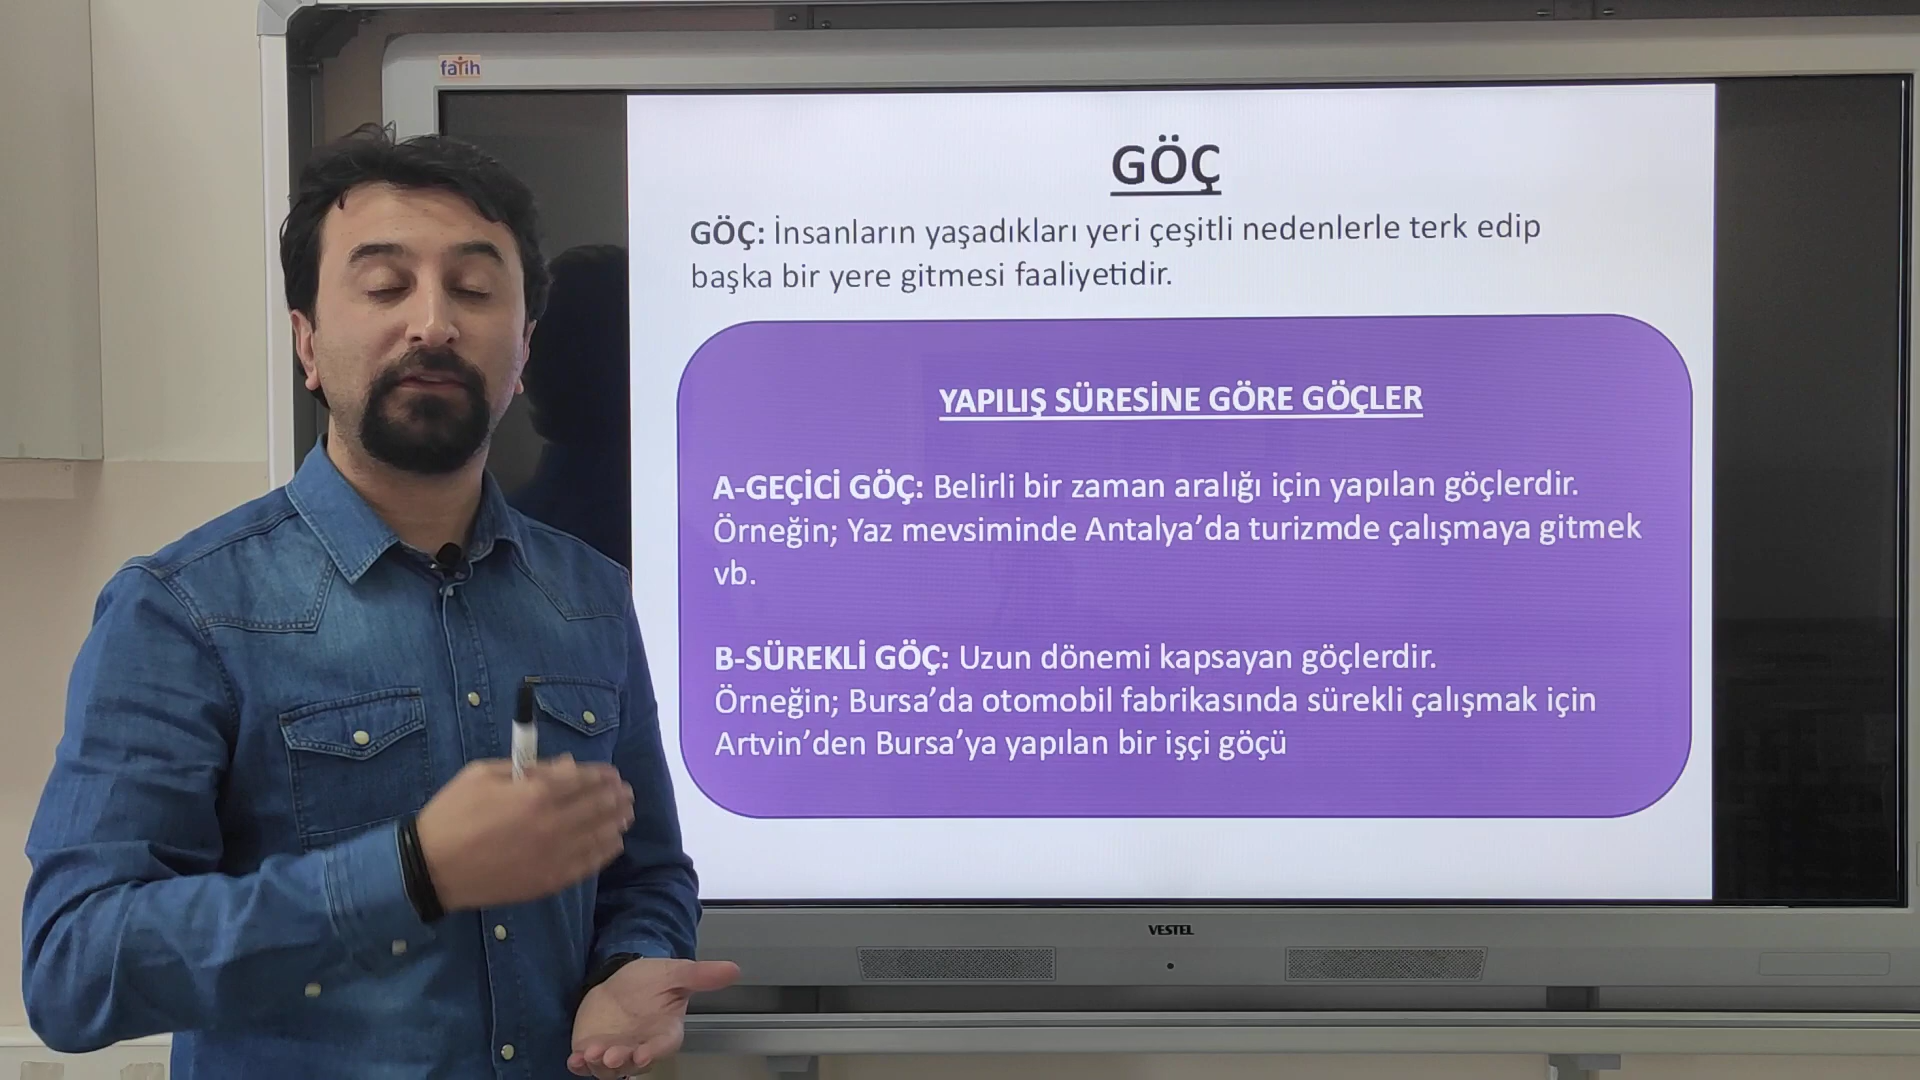 fatih
GÖÇ
GÖÇ: İnsanların yaşadıkları yeri çeşitli nedenlerle terk edip
başka bir yere gitmesi faaliyetidir.
YAPILIŞ SÜRESİNE GÖRE GÖÇLER
A-GEÇİCİ GÖÇ: Belirli bir zaman aralığı için yapılan göçlerdir.
Örneğin; Yaz mevsiminde Antalya’da turizmde çalışmaya gitmek
vb.
B-SÜREKLİ GÖÇ: Uzun dönemi kapsayan göçlerdir.
Örneğin; Bursa’da otomobil fabrikasında sürekli çalışmak için
Artvin’den Bursa’ya yapılan bir işçi göçü
VESTEL